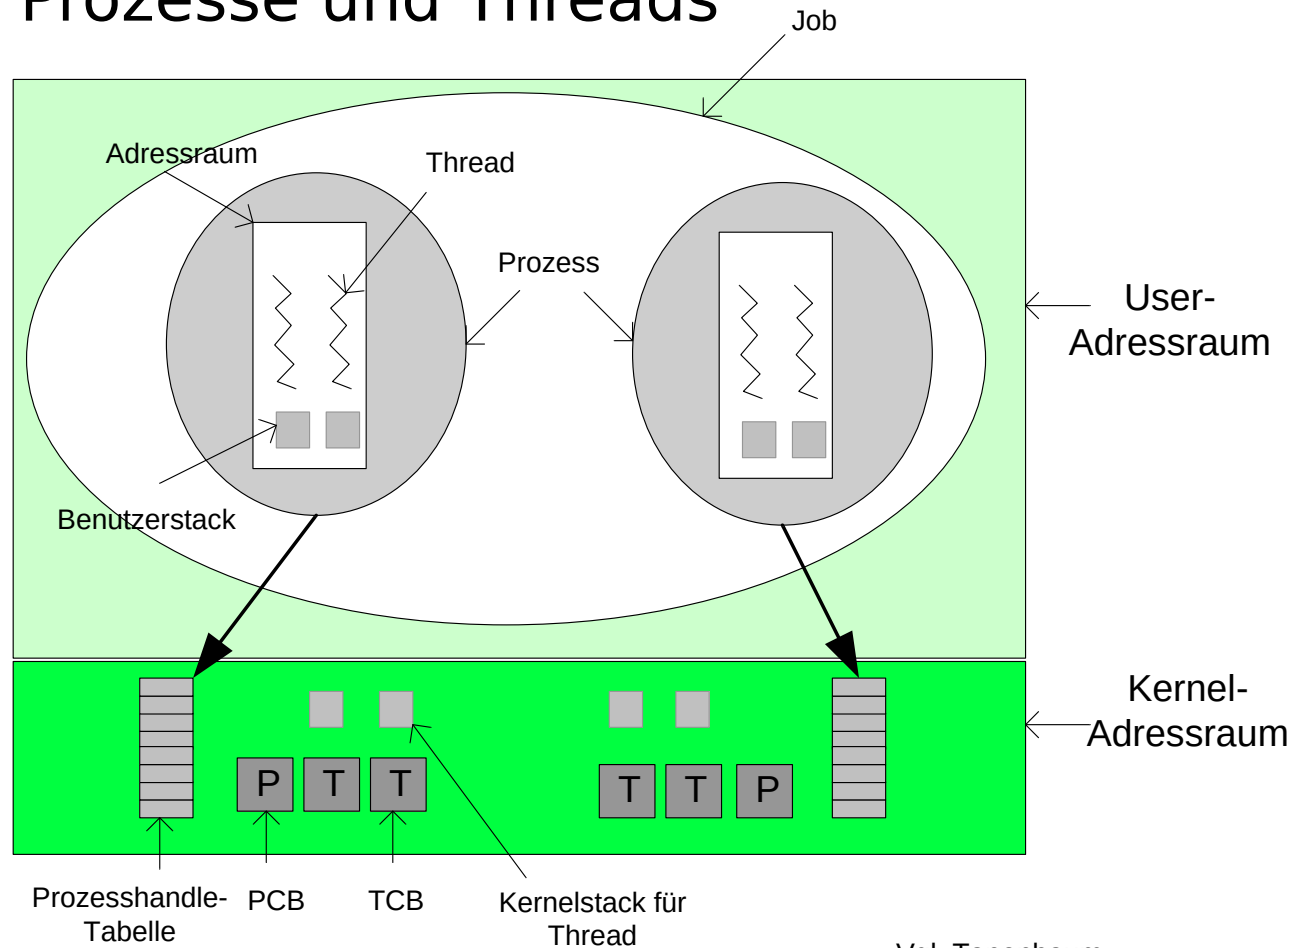 Prozesse und Threads
Job
Adressraum
Thread
Prozess
User-
Adressraum
Benutzerstack
Kernel-
Adressraum
P T T
T T P
Prozesshandle-
Tabelle
PCB
TCB
Kernelstack für
Thread